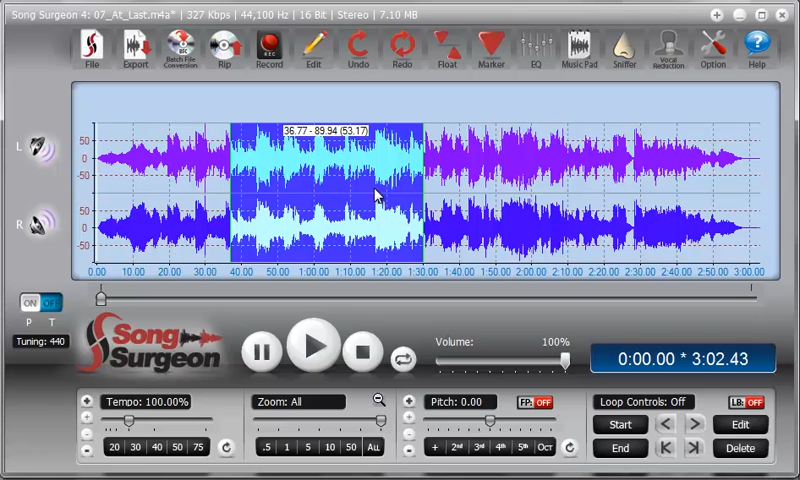 Song Surgeon 4: 07_At_Last.m4a* | 327 Kbps | 44,100 Hz | 16 Bit | Stereo | 7.10 MB
File Export Batch File Conversion Rip Record Edit Undo Redo Float Marker EQ Music Pad Sniffer Vocal Reduction Option Help
REC
36.77 - 89.94 (53.17)
L
50
0
50
R
50
0
50
0.00 10.00 20.00 30.00 40.00 50.00 1:00.00 1:10.00 1:20.00 1:30.00 1:40.00 1:50.00 2:00.00 2:10.00 2:20.00 2:30.00 2:40.00 2:50.00 3:00.00
ON OF
P T
Tuning: 440
Song
Surgeon
Volume: 100%
0:00.00 * 3:02.43
Tempo: 100.00% Zoom: All Pitch: 0.00 FP: OFF Loop Controls: Off LB: OFF
Start Edit
20 30 40 50 75 .5 1 5 10 50 ALL + 2nd 3rd 4th 5th Oct End Delete